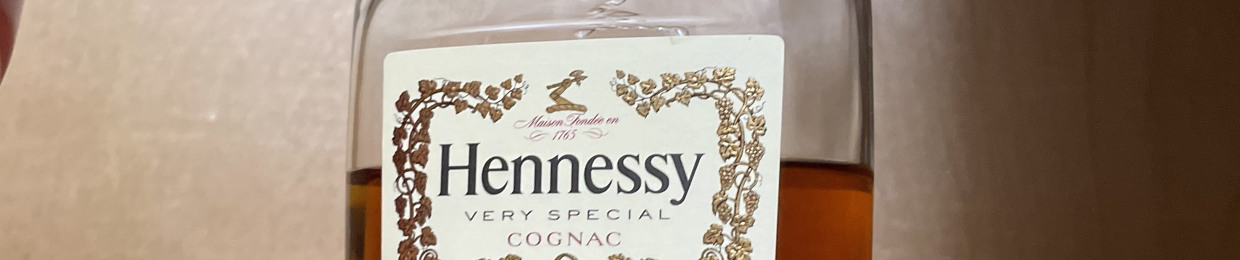 Maison Fondée en
1765
Hennessy
VERY SPECIAL
COGNAC